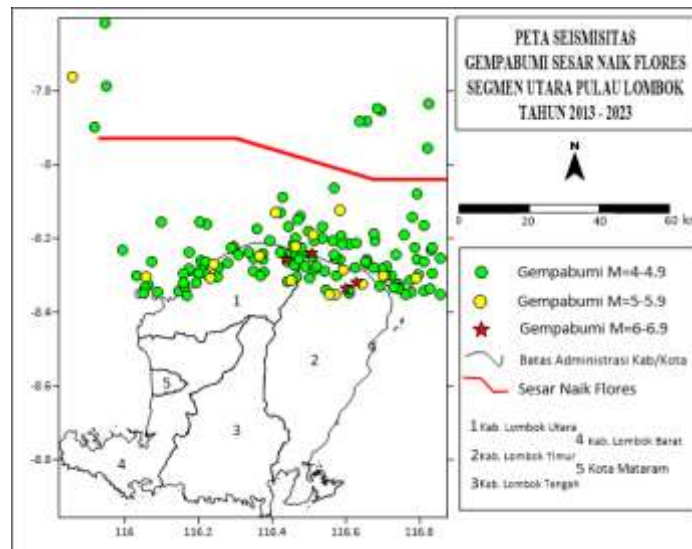 PETA SEISMISITAS
GEMPABUMI SESAR NAIK FLORES
SEGMEN UTARA PULAU LOMBOK
TAHUN 2013 - 2023
N
0 20 40 60 km
Gempabumi M=4-4.9
Gempabumi M=5-5.9
Gempabumi M=6-6.9
Batas Administrasi Kab/Kota
Sesar Naik Flores
1 Kab. Lombok Utara
4 Kab. Lombok Barat
2 Kab. Lombok Timur
5 Kota Mataram
3 Kab. Lombok Tengah
-7.8
-8
-8.2
-8.4
-8.6
-8.8
1
2
5
3
4
116 116.2 116.4 116.6 116.8